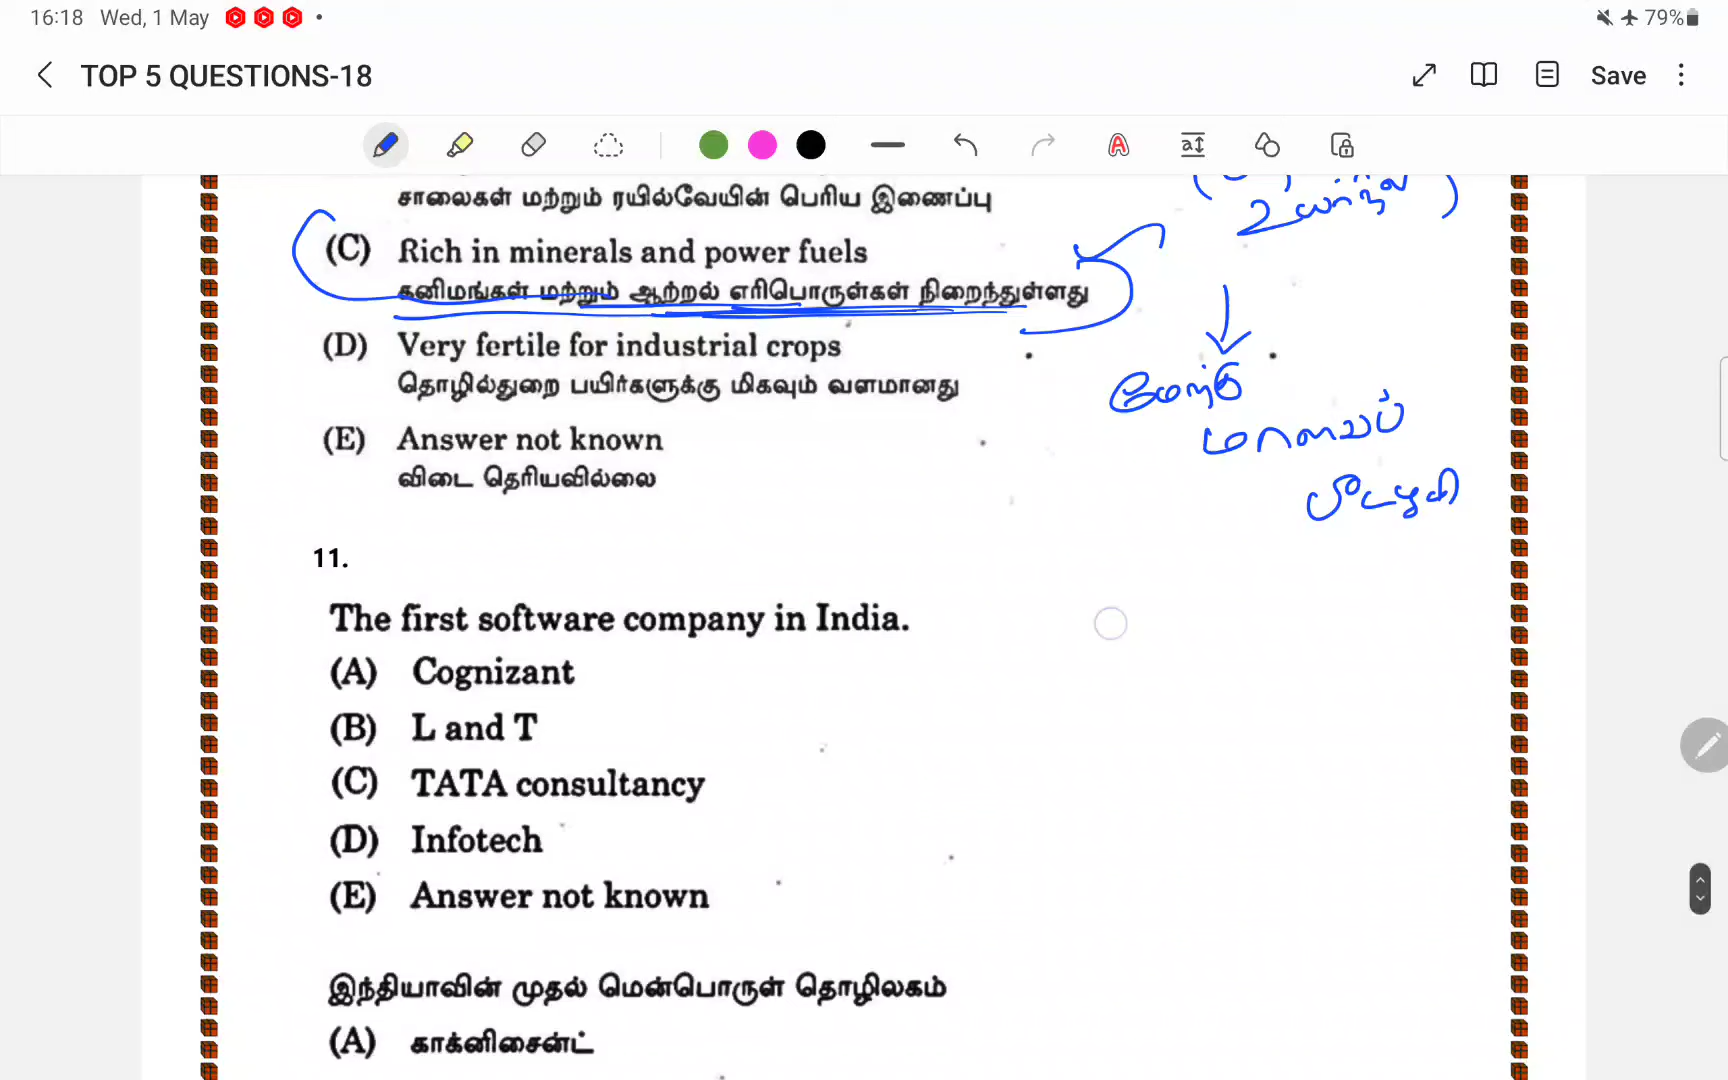 16:18 Wed, 1 May
79%
TOP 5 QUESTIONS-18
Save
சாலைகள் மற்றும் ரயில்வேயின் பெரிய இணைப்பு
(C) Rich in minerals and power fuels
கனிமங்கள் மற்றும் ஆற்றல் எரிபொருள்கள் நிறைந்துள்ளது
(D) Very fertile for industrial crops
தொழில்துறை பயிர்களுக்கு மிகவும் வளமானது
(E) Answer not known
விடை தெரியவில்லை
11.
The first software company in India.
(A) Cognizant
(B) L and T
(C) TATA consultancy
(D) Infotech
(E) Answer not known
இந்தியாவின் முதல் மென்பொருள் தொழிலகம்
(A) காக்னிசைன்ட்